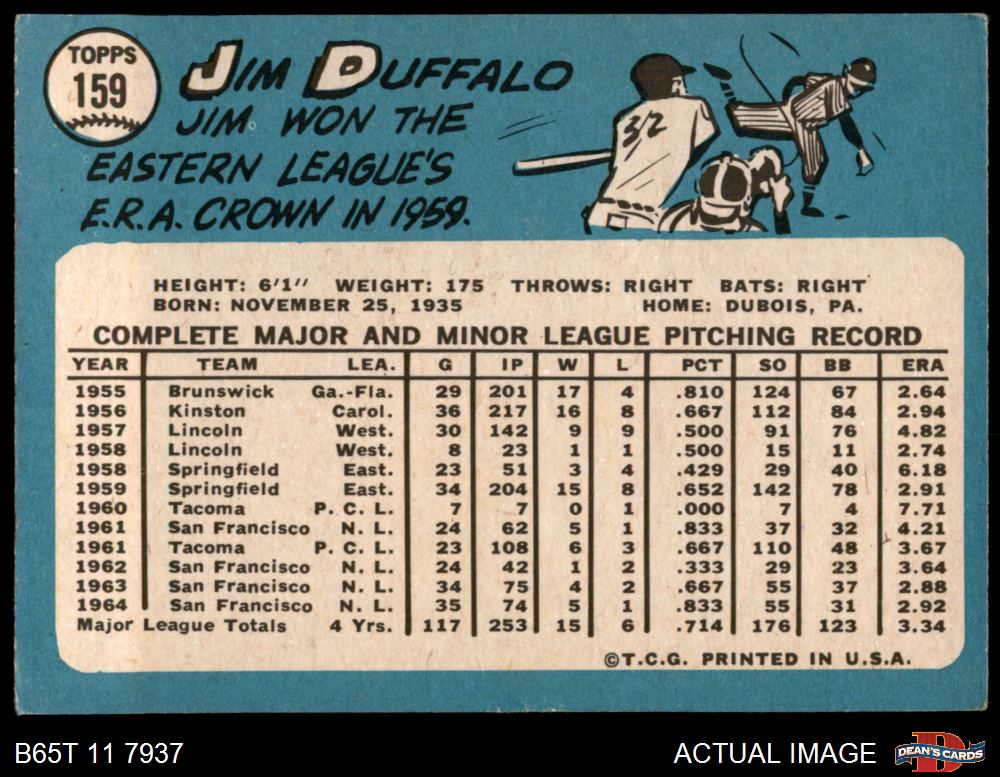 TOPPS
159
JIM DUFFALO
JIM WON THE
EASTERN LEAGUE'S
E.R.A. CROWN IN 1959.
32
HEIGHT: 6'1" WEIGHT: 175 THROWS: RIGHT BATS: RIGHT
BORN: NOVEMBER 25, 1935 HOME: DUBOIS, PA.
COMPLETE MAJOR AND MINOR LEAGUE PITCHING RECORD
YEAR TEAM LEA. G IP W L PCT SO BB ERA
1955 Brunswick Ga.-Fla. 29 201 17 4 .810 124 67 2.64
1956 Kinston Carol. 36 217 16 8 .667 112 84 2.94
1957 Lincoln West. 30 142 9 9 .500 91 76 4.82
1958 Lincoln West. 8 23 1 1 .500 15 11 2.74
1958 Springfield East. 23 51 3 4 .429 29 40 6.18
1959 Springfield East. 34 204 15 8 .652 142 78 2.91
1960 Tacoma P. C. L. 7 7 0 1 .000 7 4 7.71
1961 San Francisco N. L. 24 62 5 1 .833 37 32 4.21
1961 Tacoma P. C. L. 23 108 6 3 .667 110 48 3.67
1962 San Francisco N. L. 24 42 1 2 .333 29 23 3.64
1963 San Francisco N. L. 34 75 4 2 .667 55 37 2.88
1964 San Francisco N. L. 35 74 5 1 .833 55 31 2.92
Major League Totals 4 Yrs. 117 253 15 6 .714 176 123 3.34
©T.C.G. PRINTED IN U.S.A.
B65T 11 7937 ACTUAL IMAGE D DEAN'S CARDS